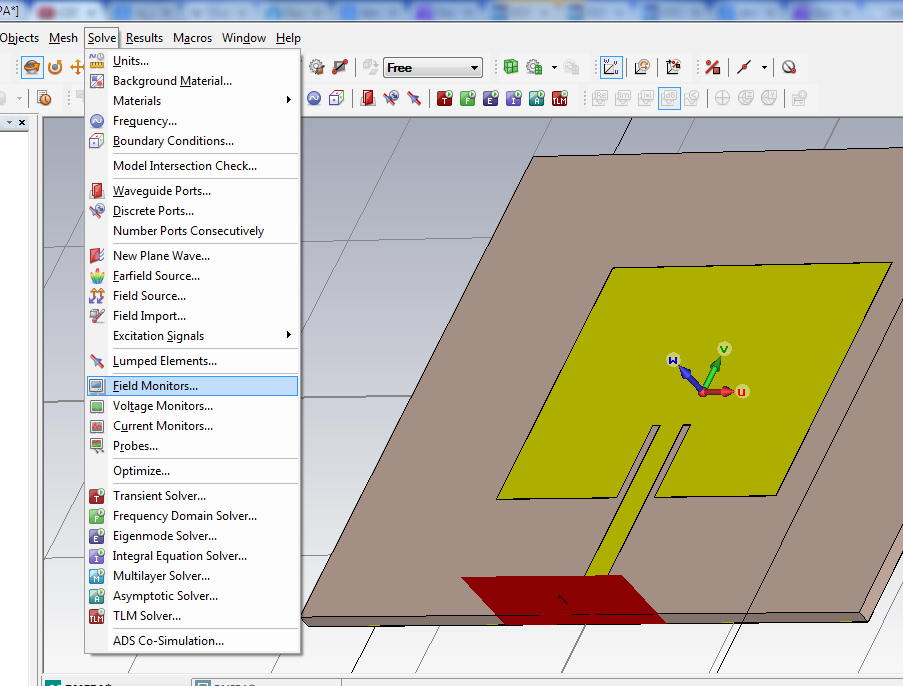 PA*]
Objects Mesh Solve Results Macros Window Help
Free
Units...
Background Material...
Materials
Frequency...
Boundary Conditions...
Model Intersection Check...
Waveguide Ports...
Discrete Ports...
Number Ports Consecutively
New Plane Wave...
Farfield Source...
Field Source...
Field Import...
Excitation Signals
Lumped Elements...
Field Monitors...
Voltage Monitors...
Current Monitors...
Probes...
Optimize...
Transient Solver...
Frequency Domain Solver...
Eigenmode Solver...
Integral Equation Solver...
Multilayer Solver...
Asymptotic Solver...
TLM Solver...
ADS Co-Simulation...
T F E I A TLM
T
F
E
I
M
A
TLM
w v u